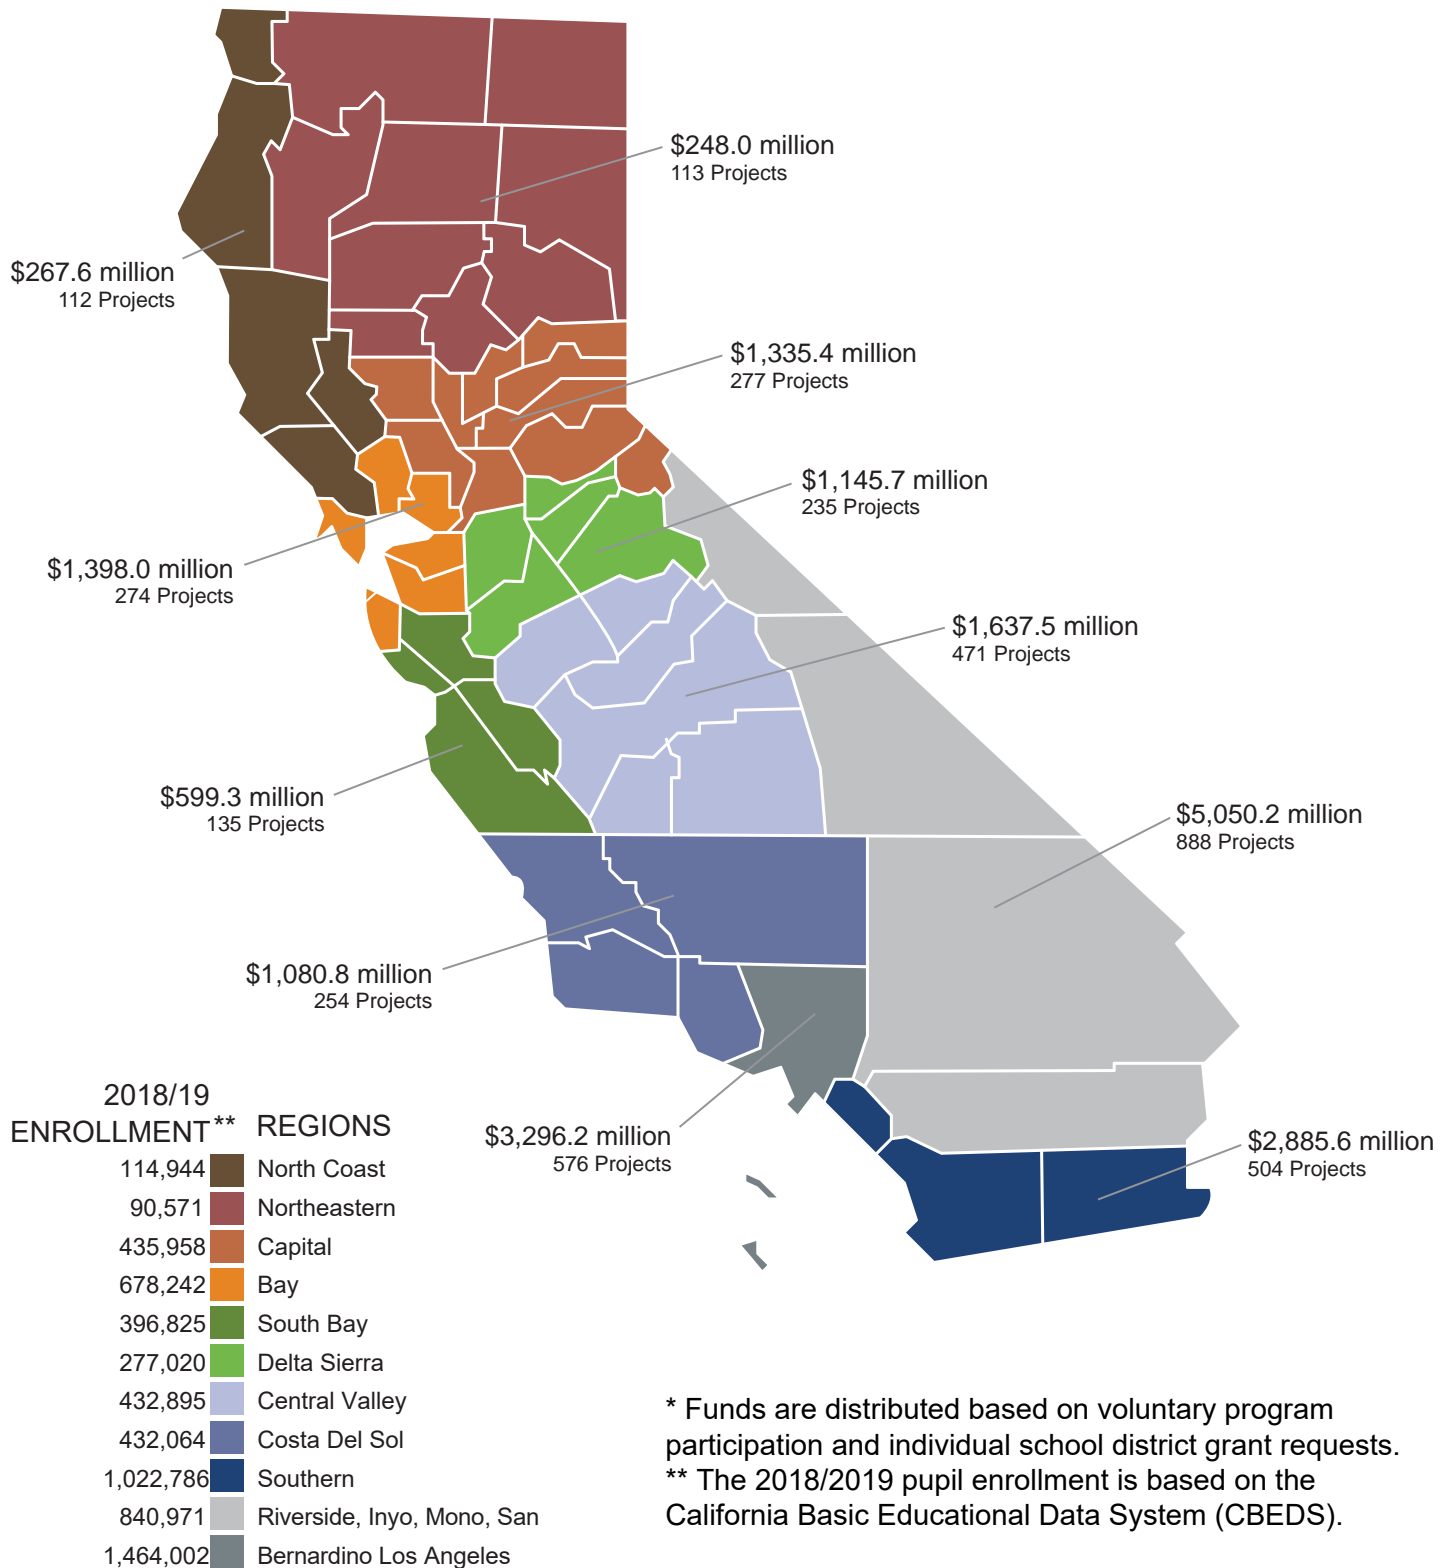 $248.0 million
113 Projects
$267.6 million
112 Projects
$1,335.4 million
277 Projects
$1,145.7 million
235 Projects
$1,398.0 million
274 Projects
$1,637.5 million
471 Projects
$599.3 million
135 Projects
$5,050.2 million
888 Projects
$1,080.8 million
254 Projects
$3,296.2 million
576 Projects
$2,885.6 million
504 Projects
2018/19
ENROLLMENT** REGIONS
114,944 North Coast
90,571 Northeastern
435,958 Capital
678,242 Bay
396,825 South Bay
277,020 Delta Sierra
432,895 Central Valley
432,064 Costa Del Sol
1,022,786 Southern
840,971 Riverside, Inyo, Mono, San
1,464,002 Bernardino Los Angeles
* Funds are distributed based on voluntary program
participation and individual school district grant requests.
** The 2018/2019 pupil enrollment is based on the
California Basic Educational Data System (CBEDS).